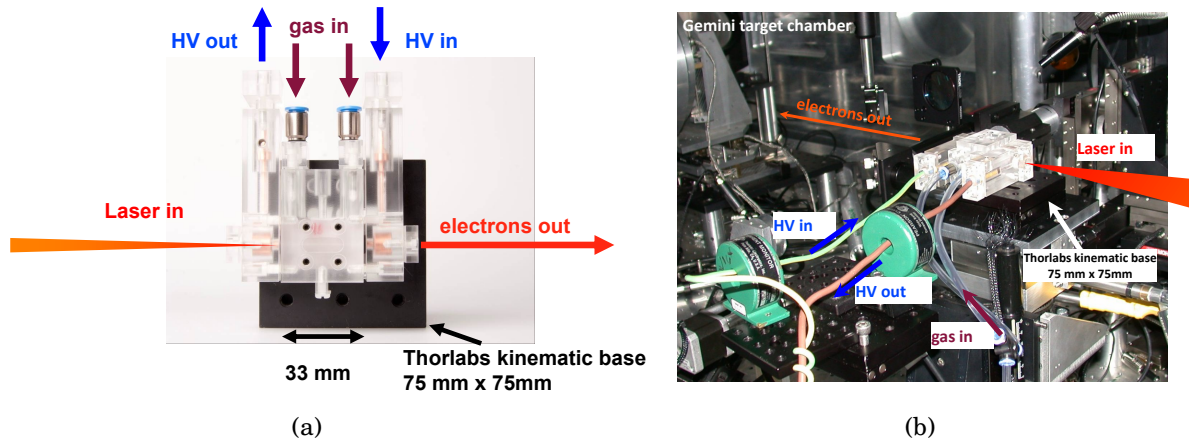 HV out
gas in
HV in
Laser in
electrons out
33 mm
Thorlabs kinematic base
75 mm x 75mm
(a)
Gemini target chamber
electrons out
Laser in
HV in
Thorlabs kinematic base
75 mm x 75mm
HV out
gas in
(b)